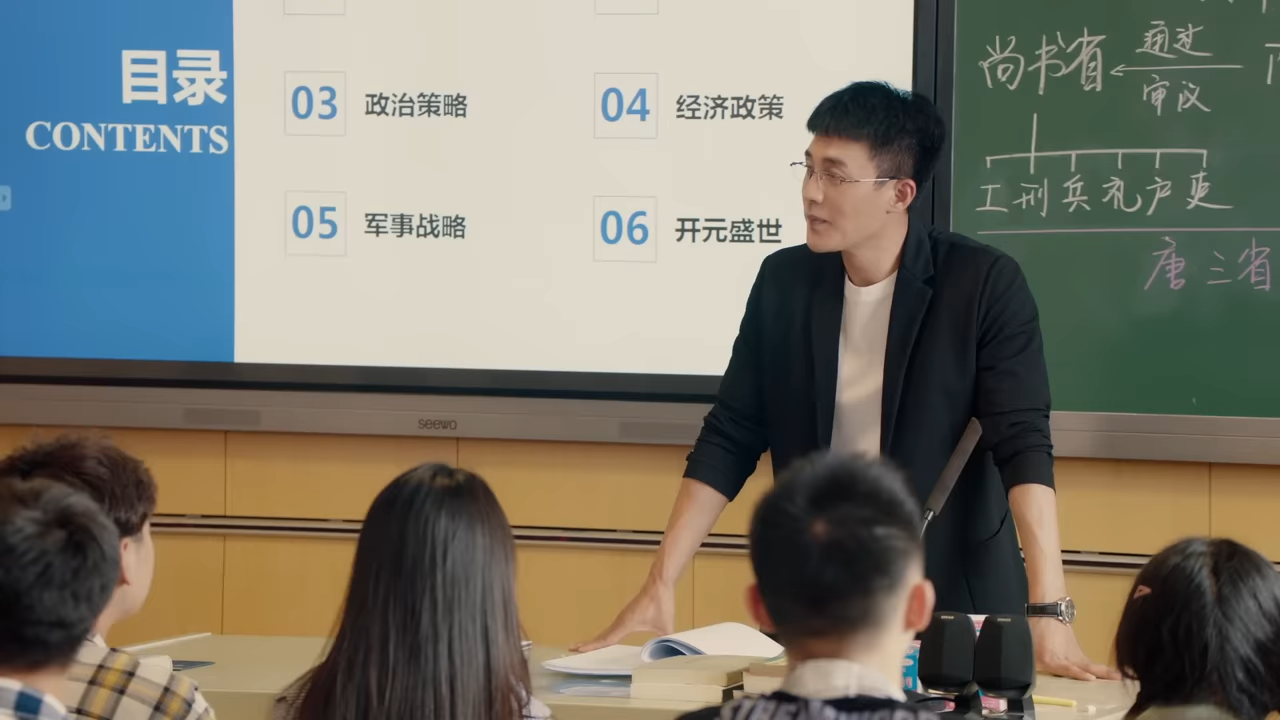 目录
CONTENTS
03 政治策略
04 经济政策
05 军事战略
06 开元盛世
seewo
尚书省 通过
审议
工刑兵礼户吏
唐三省